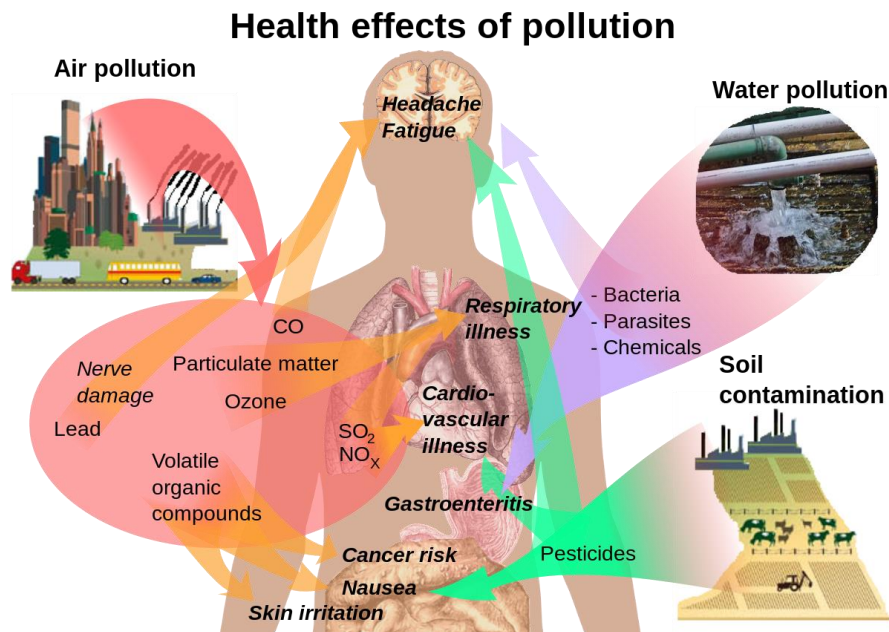 Health effects of pollution
Air pollution
Water pollution
Headache
Fatigue
Respiratory
illness
- Bacteria
- Parasites
- Chemicals
CO
Particulate matter
Nerve
damage
Ozone
Lead
Soil
contamination
Cardio-
vascular
illness
SO₂
NOₓ
Volatile
organic
compounds
Gastroenteritis
Pesticides
Cancer risk
Nausea
Skin irritation